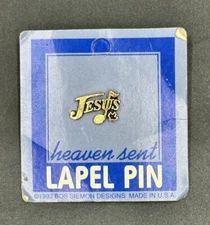 Jesus
heaven sent
LAPEL PIN
©1992 BOB SIEMON DESIGNS MADE IN U.S.A.